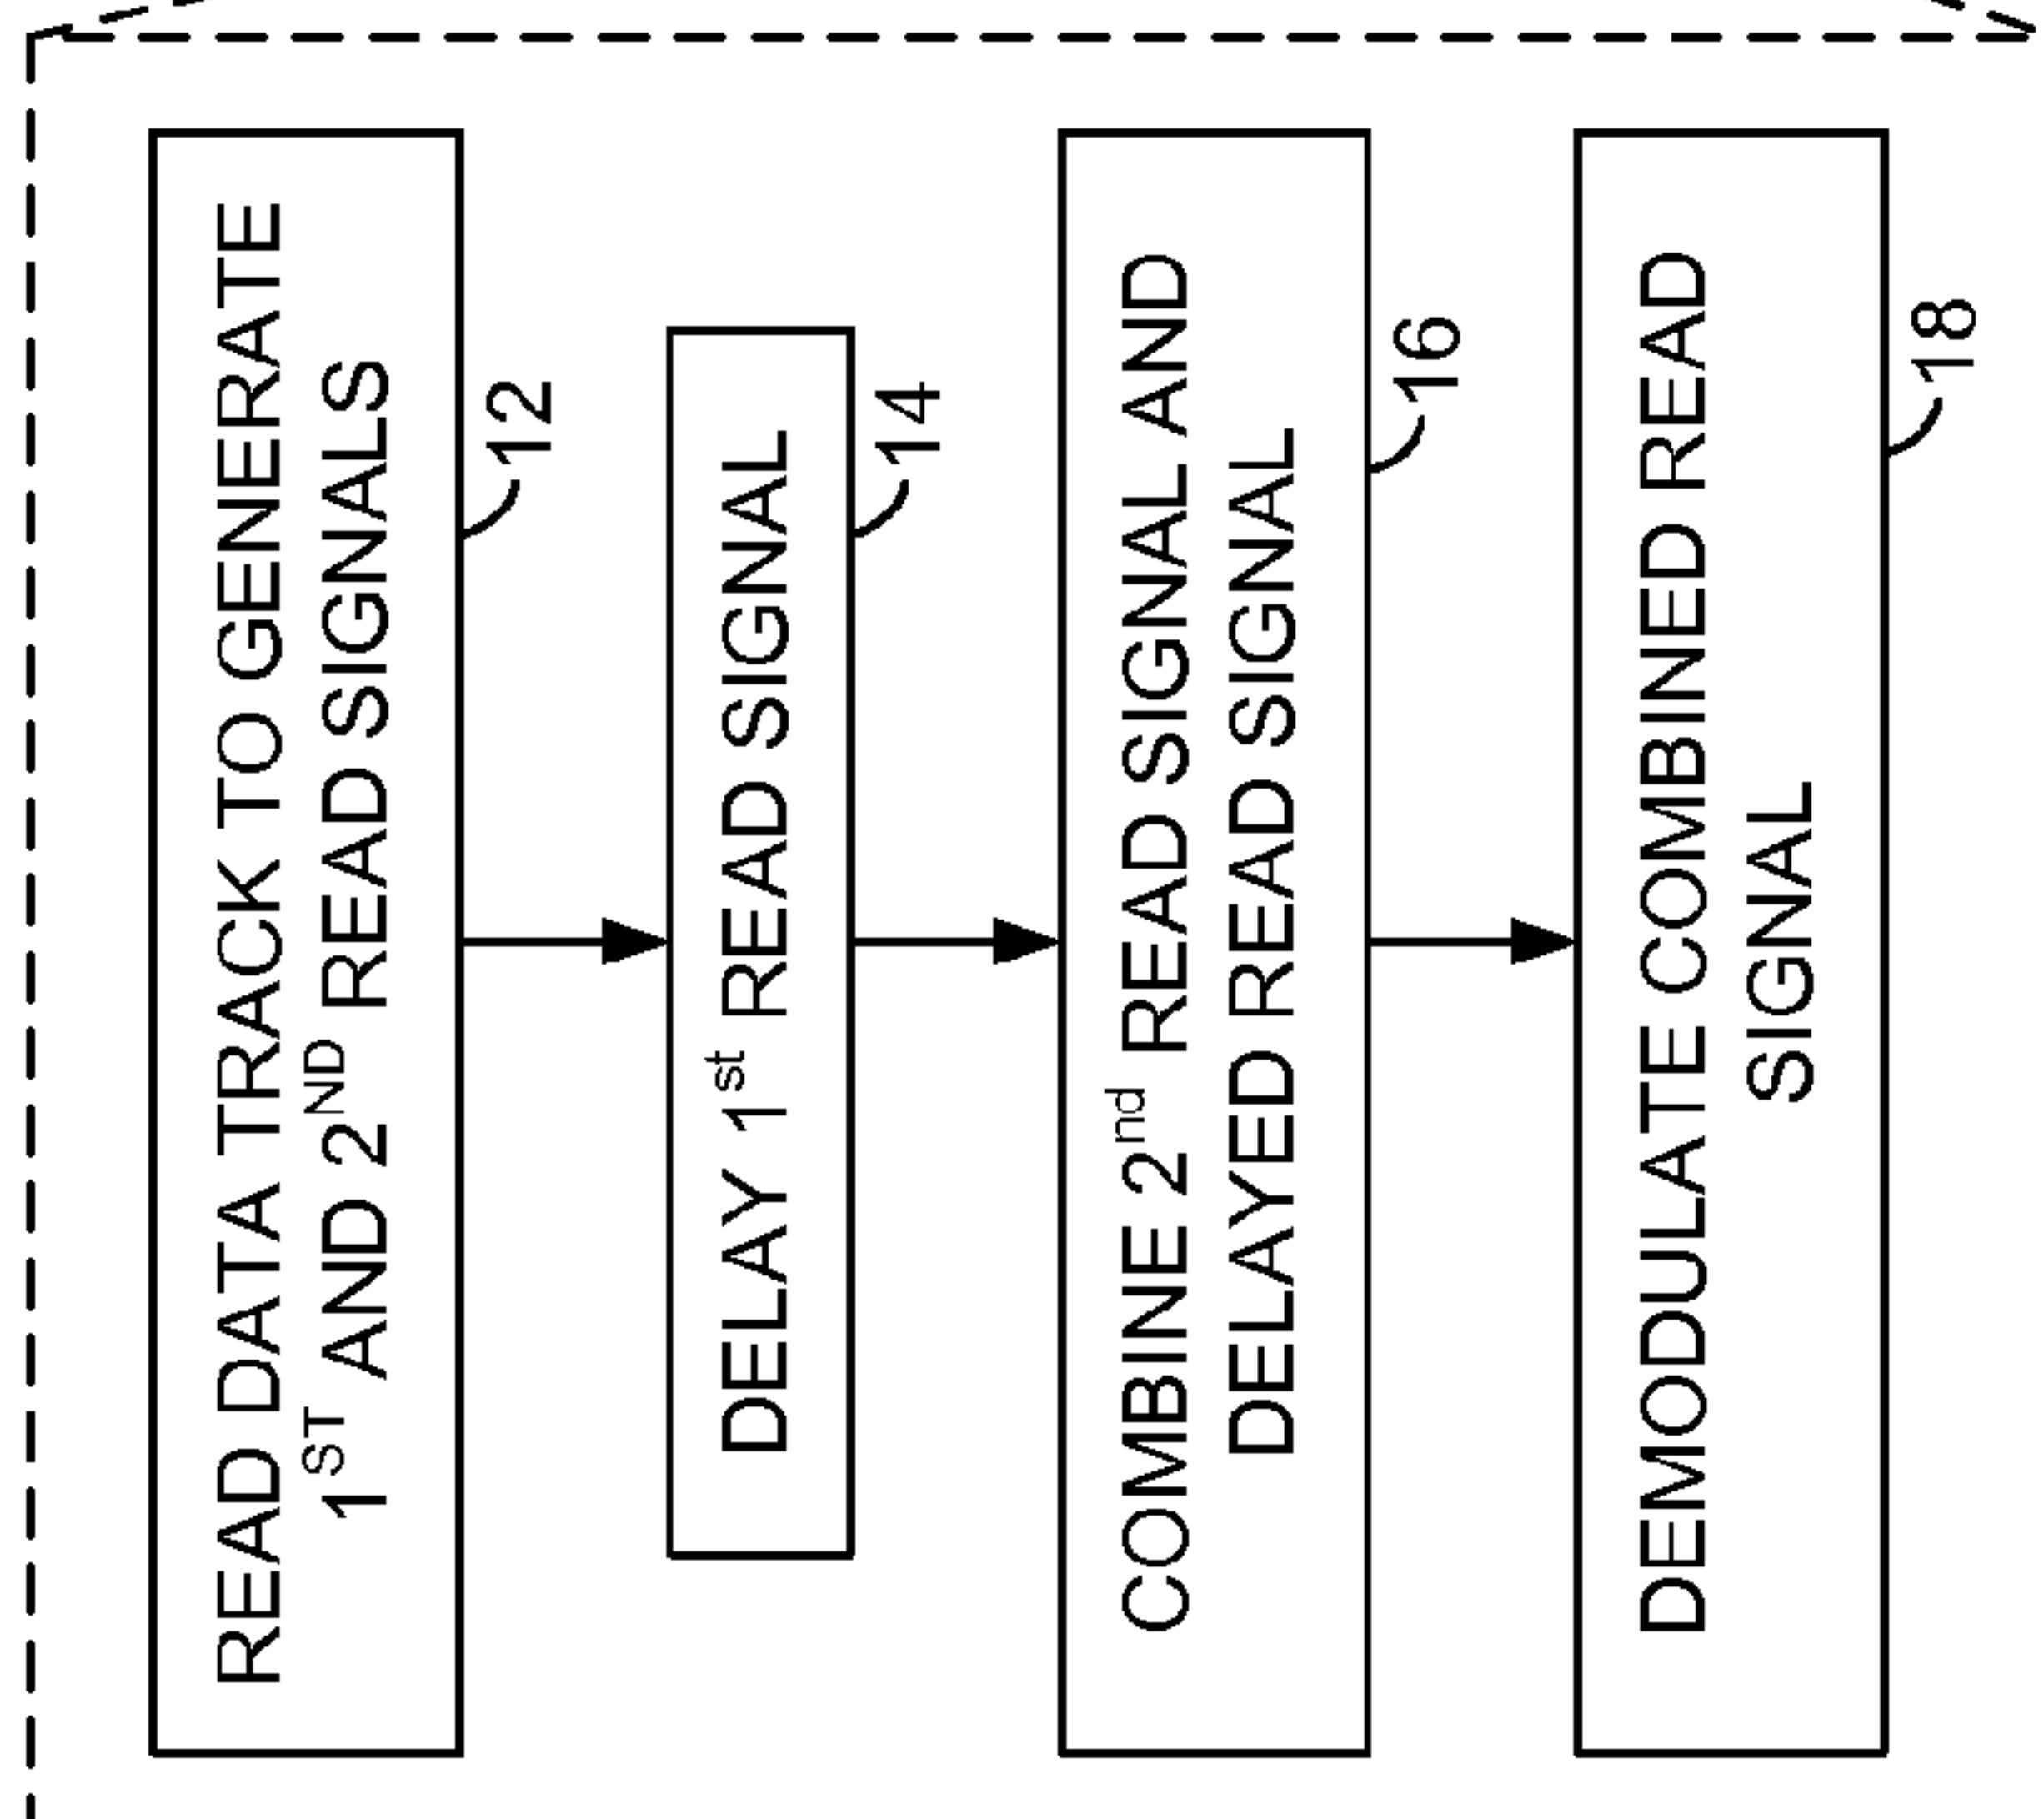 READ DATA TRACK TO GENERATE
1ST AND 2ND READ SIGNALS
12
DELAY 1st READ SIGNAL
14
COMBINE 2nd READ SIGNAL AND
DELAYED READ SIGNAL
16
DEMODULATE COMBINED READ
SIGNAL
18